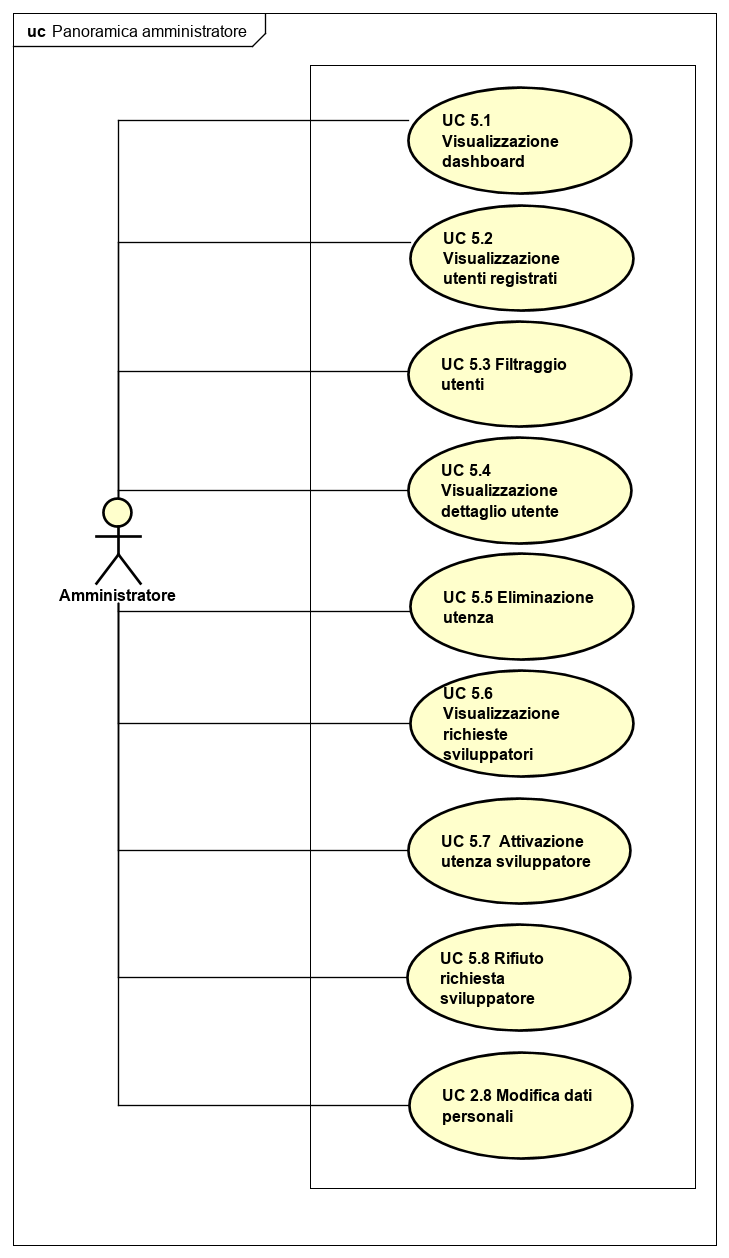 uc Panoramica amministratore
UC 5.1
Visualizzazione
dashboard
UC 5.2
Visualizzazione
utenti registrati
UC 5.3 Filtraggio
utenti
UC 5.4
Visualizzazione
dettaglio utente
Amministratore
UC 5.5 Eliminazione
utenza
UC 5.6
Visualizzazione
richieste
sviluppatori
UC 5.7  Attivazione
utenza sviluppatore
UC 5.8 Rifiuto
richiesta
sviluppatore
UC 2.8 Modifica dati
personali